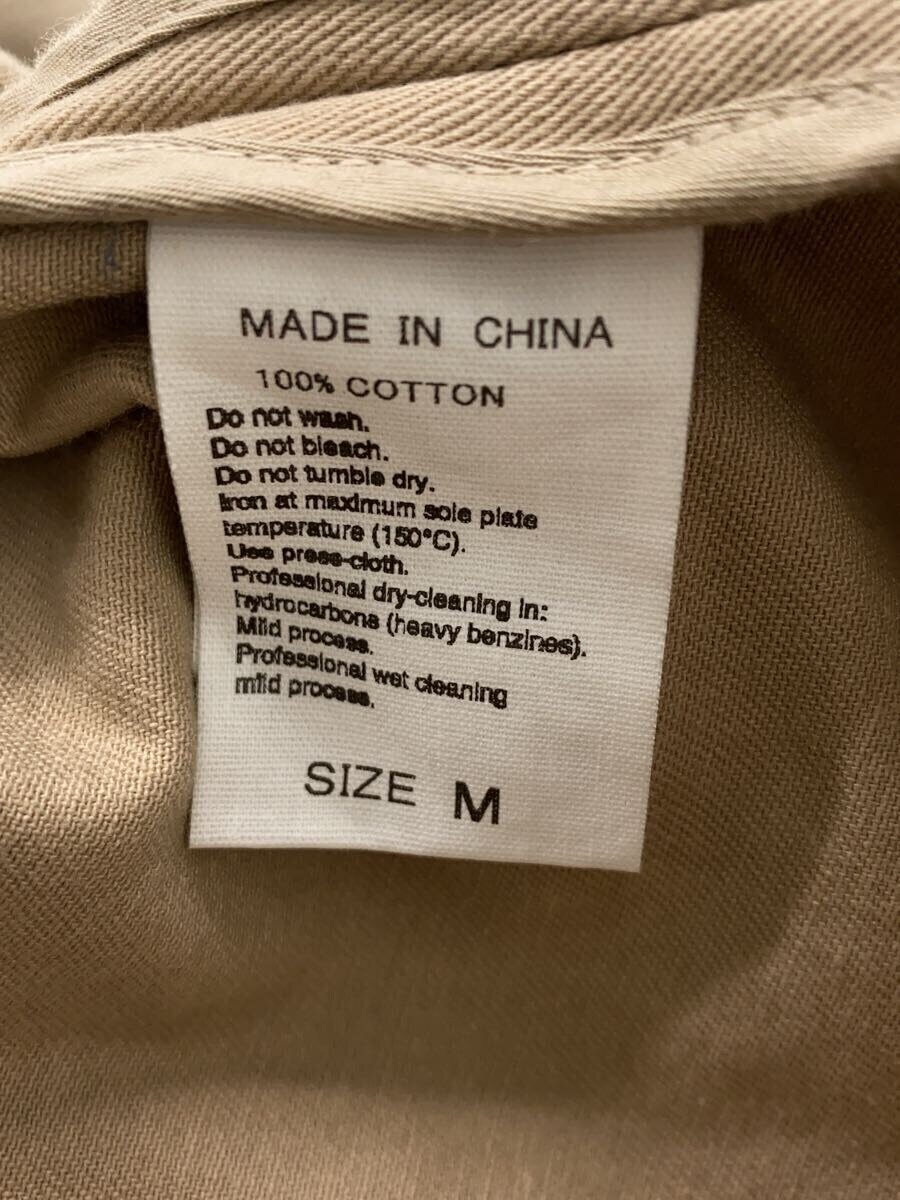 MADE IN CHINA
100% COTTON
Do not wash.
Do not bleach.
Do not tumble dry.
Iron at maximum sole plate
temperature (150°C).
Use press-cloth.
Professional dry-cleaning in:
hydrocarbons (heavy benzines).
Mild process.
Professional wet cleaning
mild process.
SIZE M